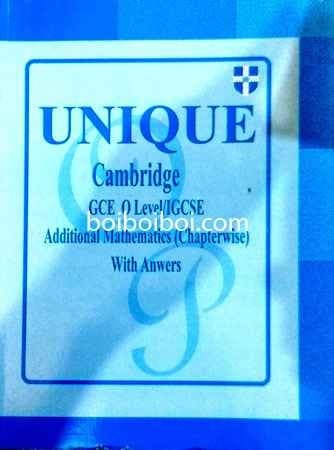 UNIQUE
Cambridge
GCE O Level/IGCSE
boiboiboi.com
Additional Mathematics (Chapterwise)
With Anwers